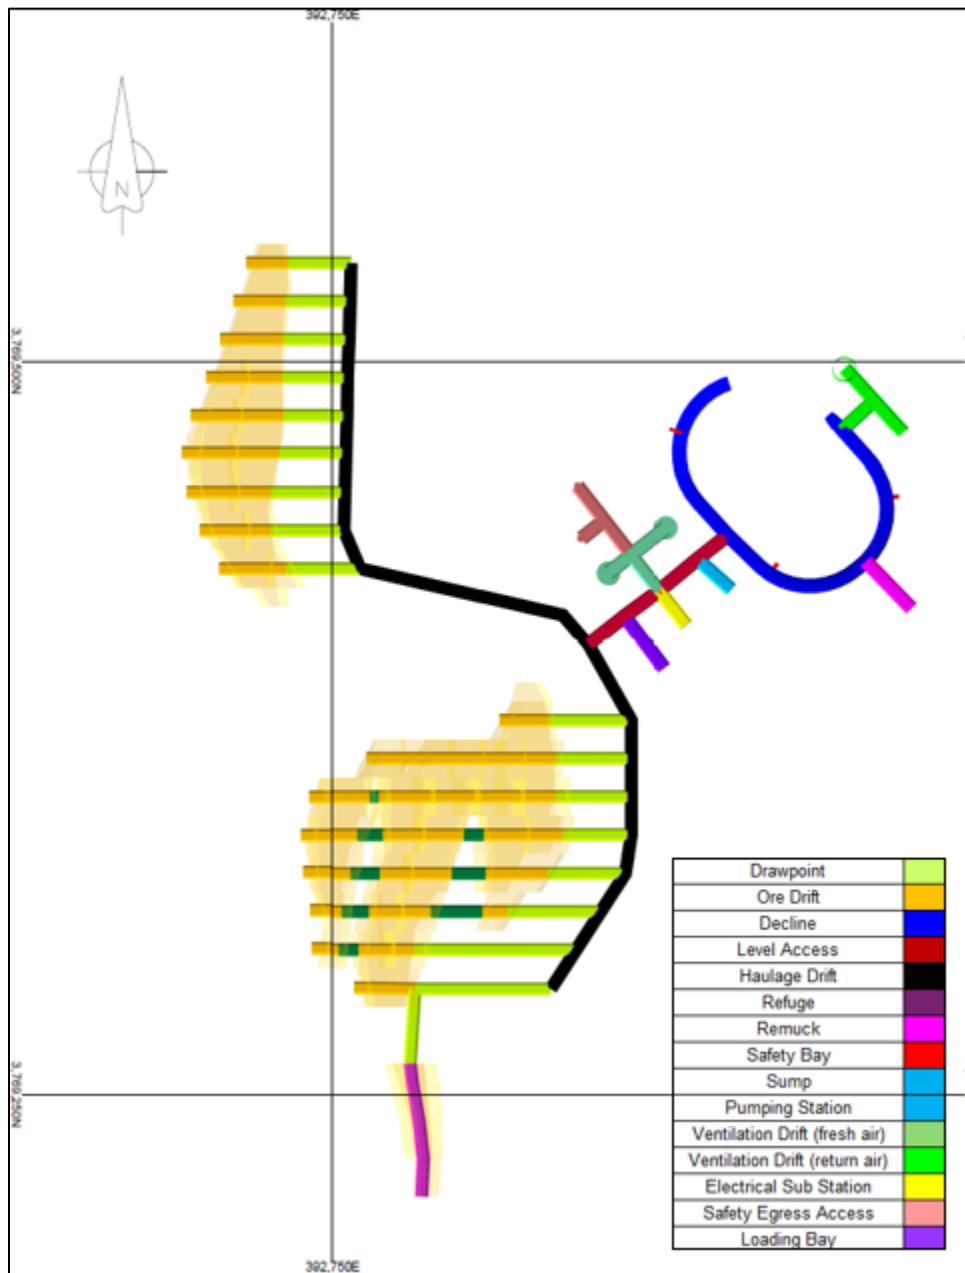 392,750E
N
3,769,500N
3,769,250N
Drawpoint
Ore Drift
Decline
Level Access
Haulage Drift
Refuge
Remuck
Safety Bay
Sump
Pumping Station
Ventilation Drift (fresh air)
Ventilation Drift (return air)
Electrical Sub Station
Safety Egress Access
Loading Bay
392,750E